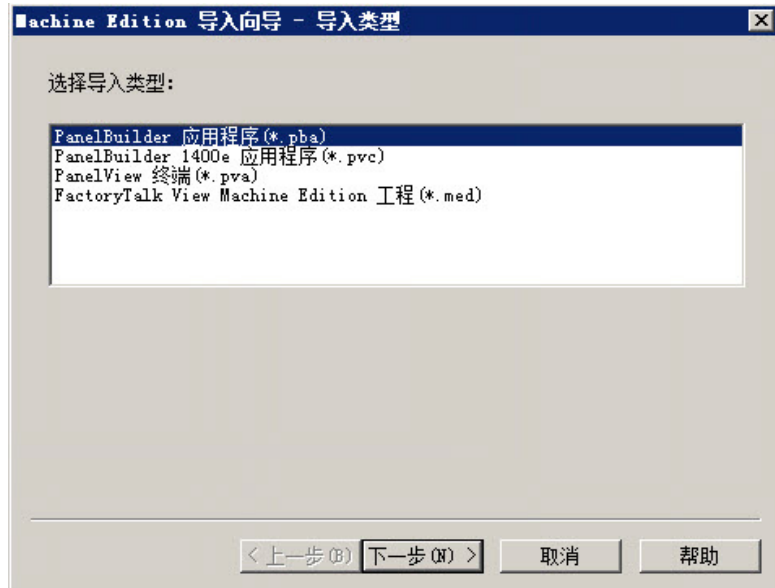 Machine Edition 导入向导 - 导入类型
选择导入类型:
PanelBuilder 应用程序(*.pba)
PanelBuilder 1400e 应用程序(*.pvc)
PanelView 终端(*.pva)
FactoryTalk View Machine Edition 工程(*.med)
< 上一步(B) 下一步(N) > 取消 帮助